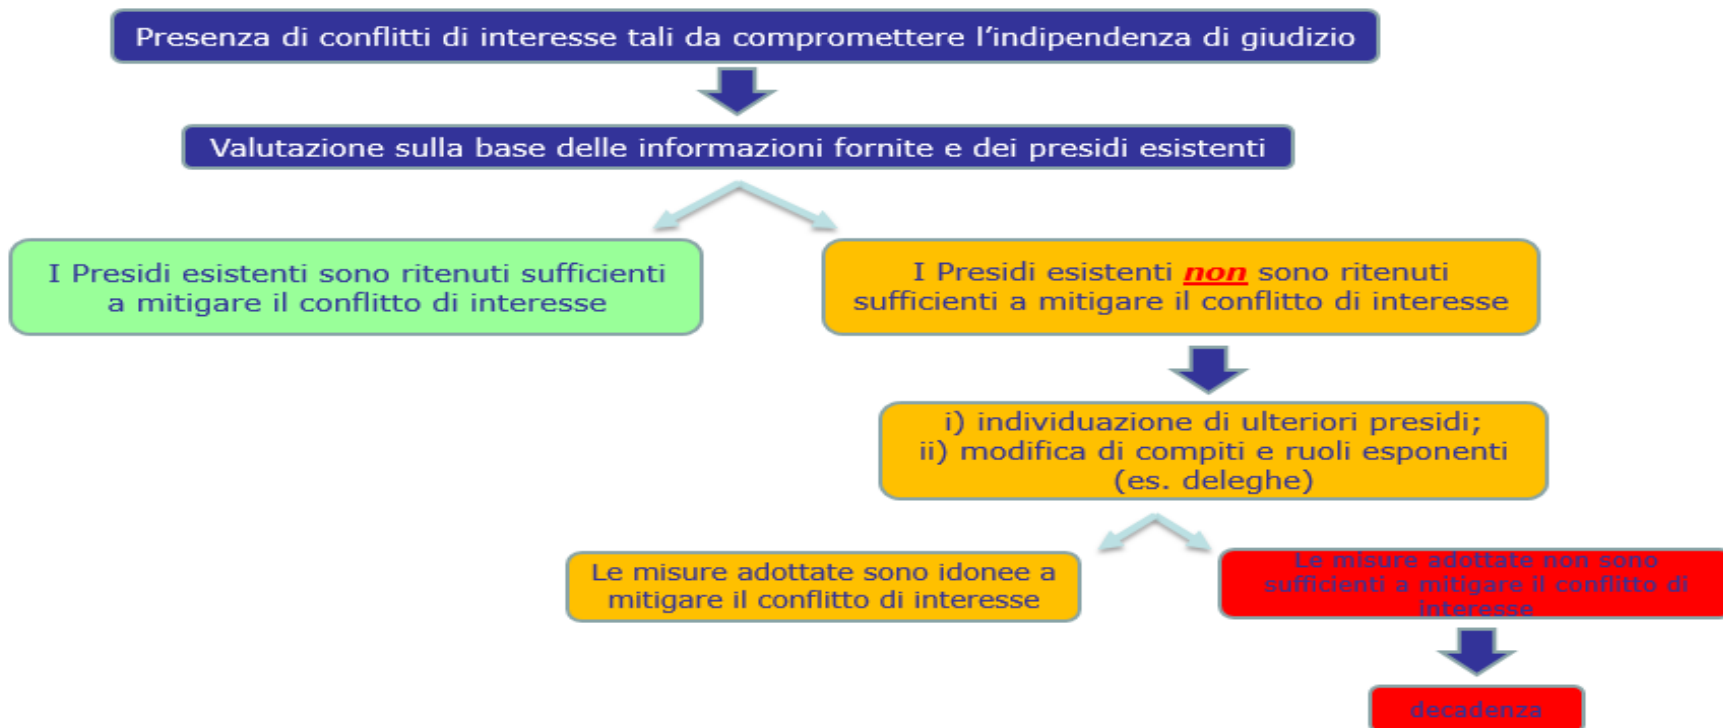 Presenza di conflitti di interesse tali da compromettere l'indipendenza di giudizio
Valutazione sulla base delle informazioni fornite e dei presidi esistenti
I Presidi esistenti sono ritenuti sufficienti
a mitigare il conflitto di interesse
I Presidi esistenti non sono ritenuti
sufficienti a mitigare il conflitto di interesse
i) individuazione di ulteriori presidi;
ii) modifica di compiti e ruoli esponenti
(es. deleghe)
Le misure adottate sono idonee a
mitigare il conflitto di interesse
Le misure adottate non sono
sufficienti a mitigare il conflitto di
interesse
decadenza